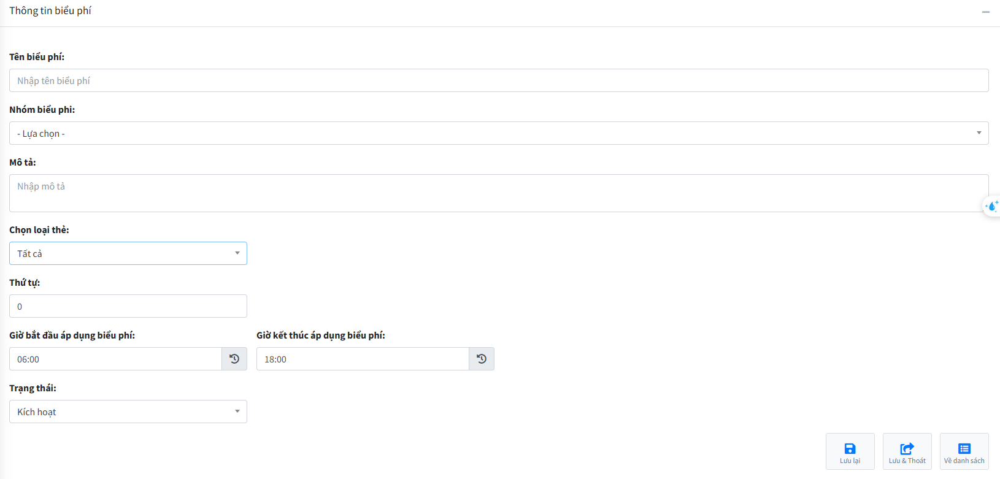 Thông tin biểu phí
Tên biểu phí:
Nhập tên biểu phí
Nhóm biểu phi:
- Lựa chọn -
Mô tả:
Nhập mô tả
Chọn loại thẻ:
Tất cả
Thứ tự:
0
Giờ bắt đầu áp dụng biểu phí: Giờ kết thúc áp dụng biểu phí:
06:00 18:00
Trạng thái:
Kích hoạt
Lưu lại Lưu & Thoát Về danh sách